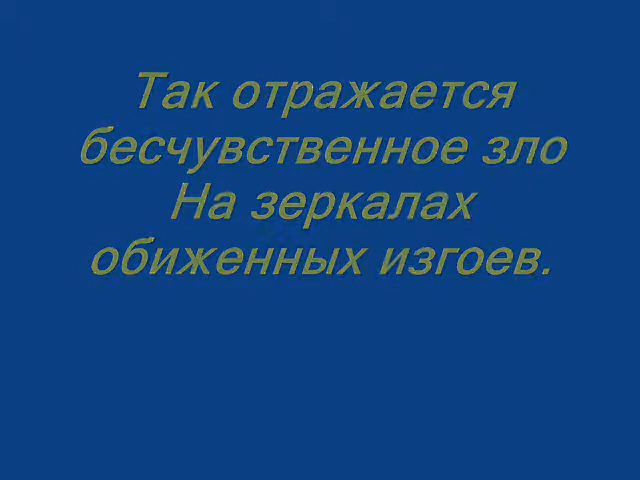 Так отражается
бесчувственное зло
На зеркалах
обиженных изгоев.